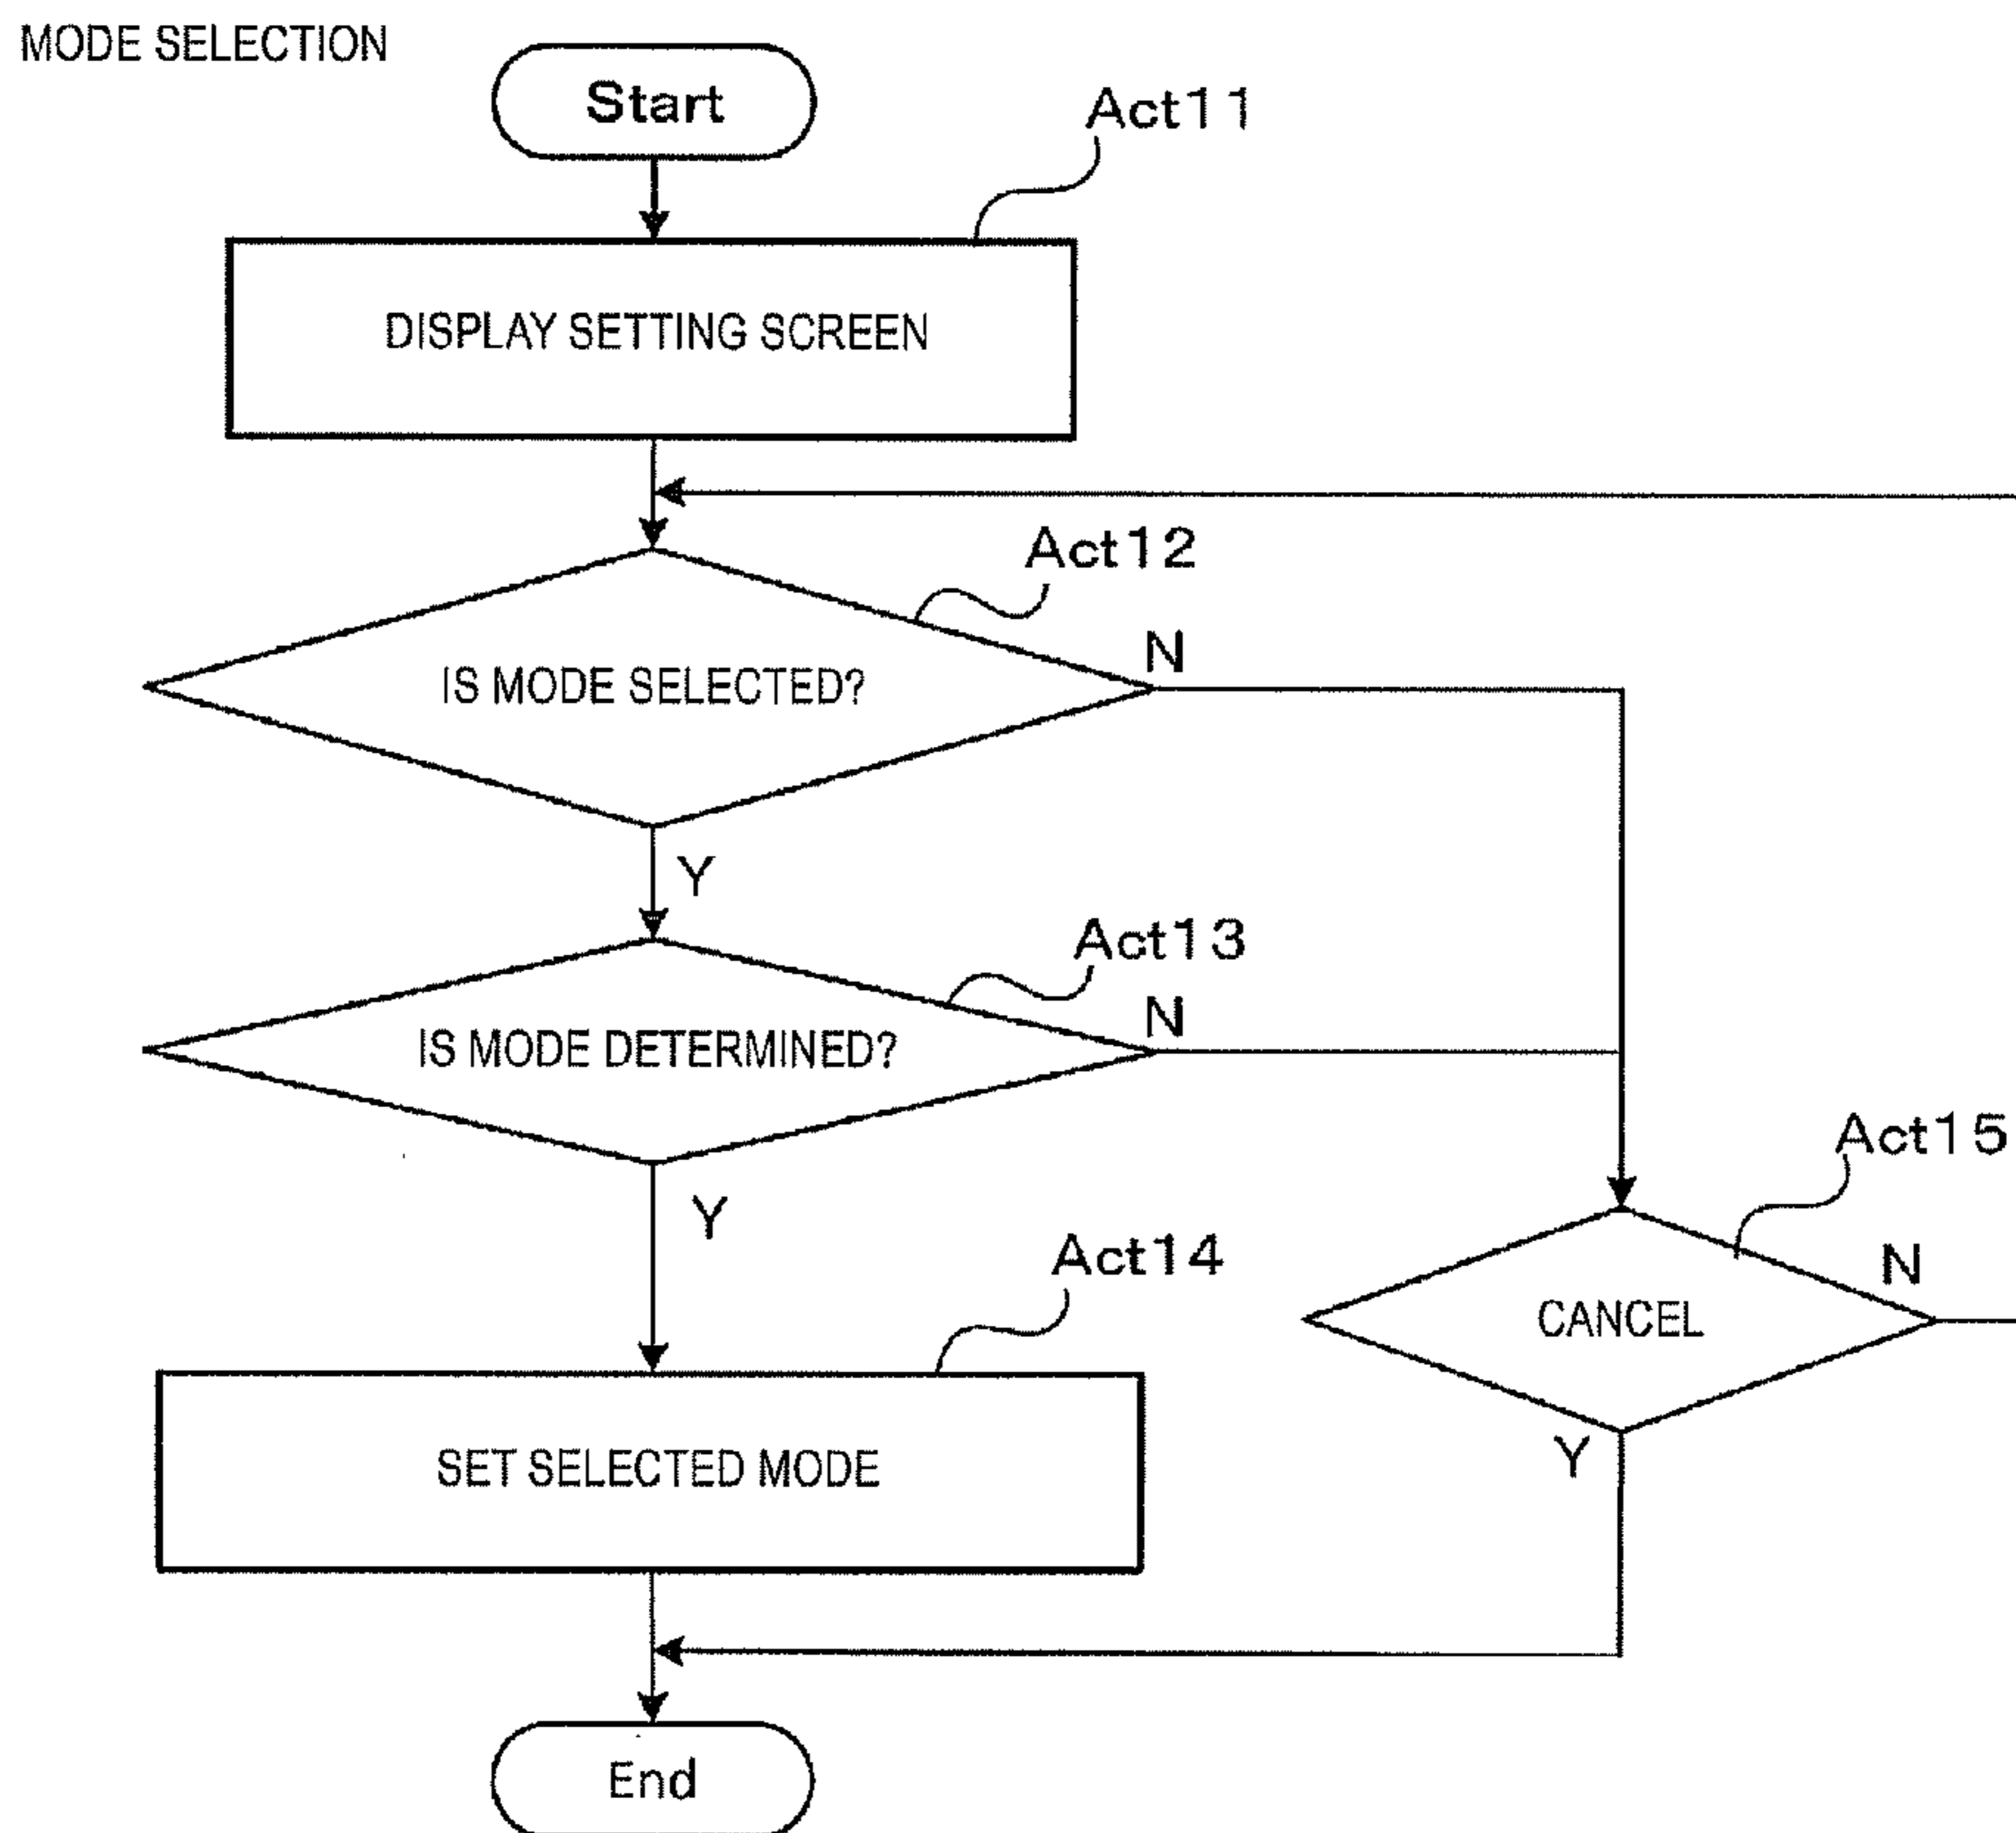 MODE SELECTION
Start
Act11
DISPLAY SETTING SCREEN
Act12
N
IS MODE SELECTED?
Y
Act13
N
IS MODE DETERMINED?
Act15
Y
Act14
N
CANCEL
Y
SET SELECTED MODE
End